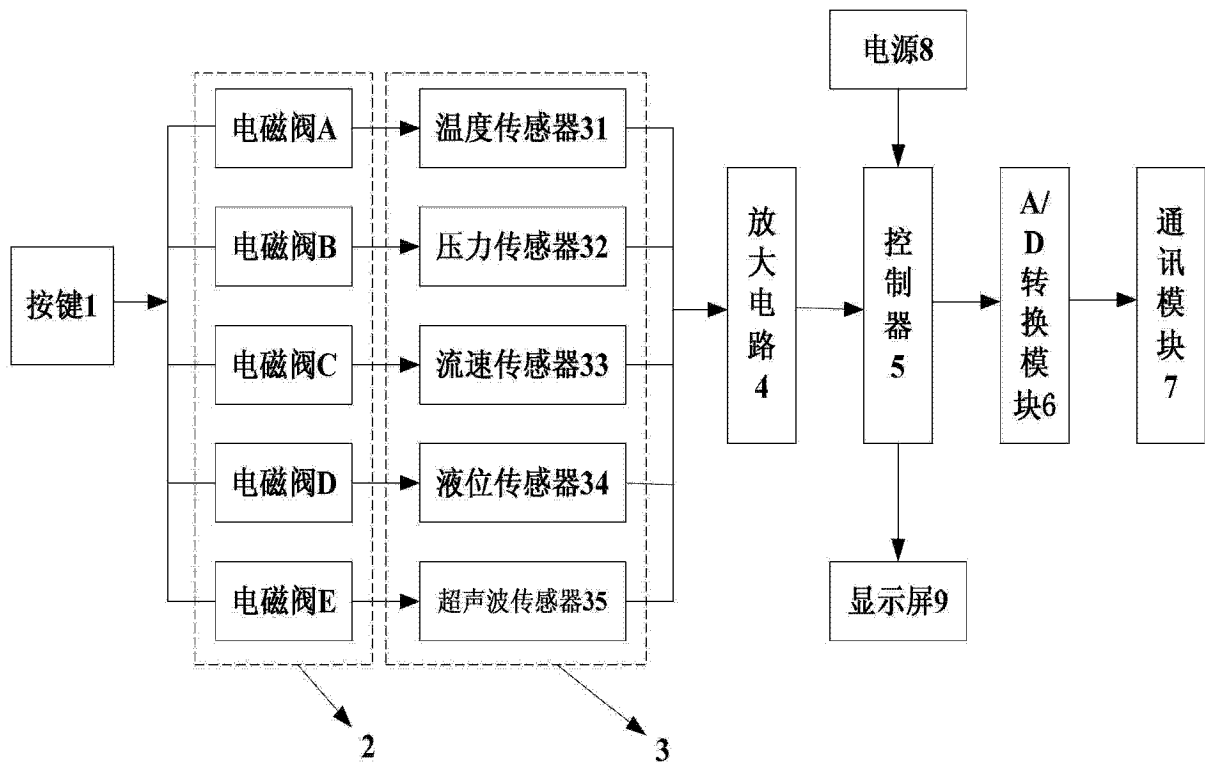 电源8
电磁阀A
温度传感器31
电磁阀B
压力传感器32
电磁阀C
流速传感器33
电磁阀D
液位传感器34
电磁阀E
超声波传感器35
按键1
放大电路4
控制器5
A/D转换模块6
通讯模块7
显示屏9
2
3